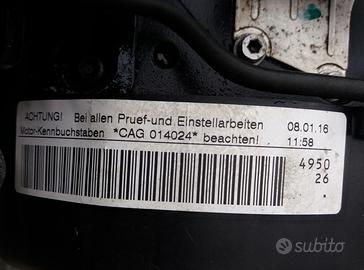 ACHTUNG! Bei allen Pruef-und Einstellarbeiten 08.01.16
Motor-Kennbuchstaben *CAG 014024* beachten! 11:58
4950
26
.
subito